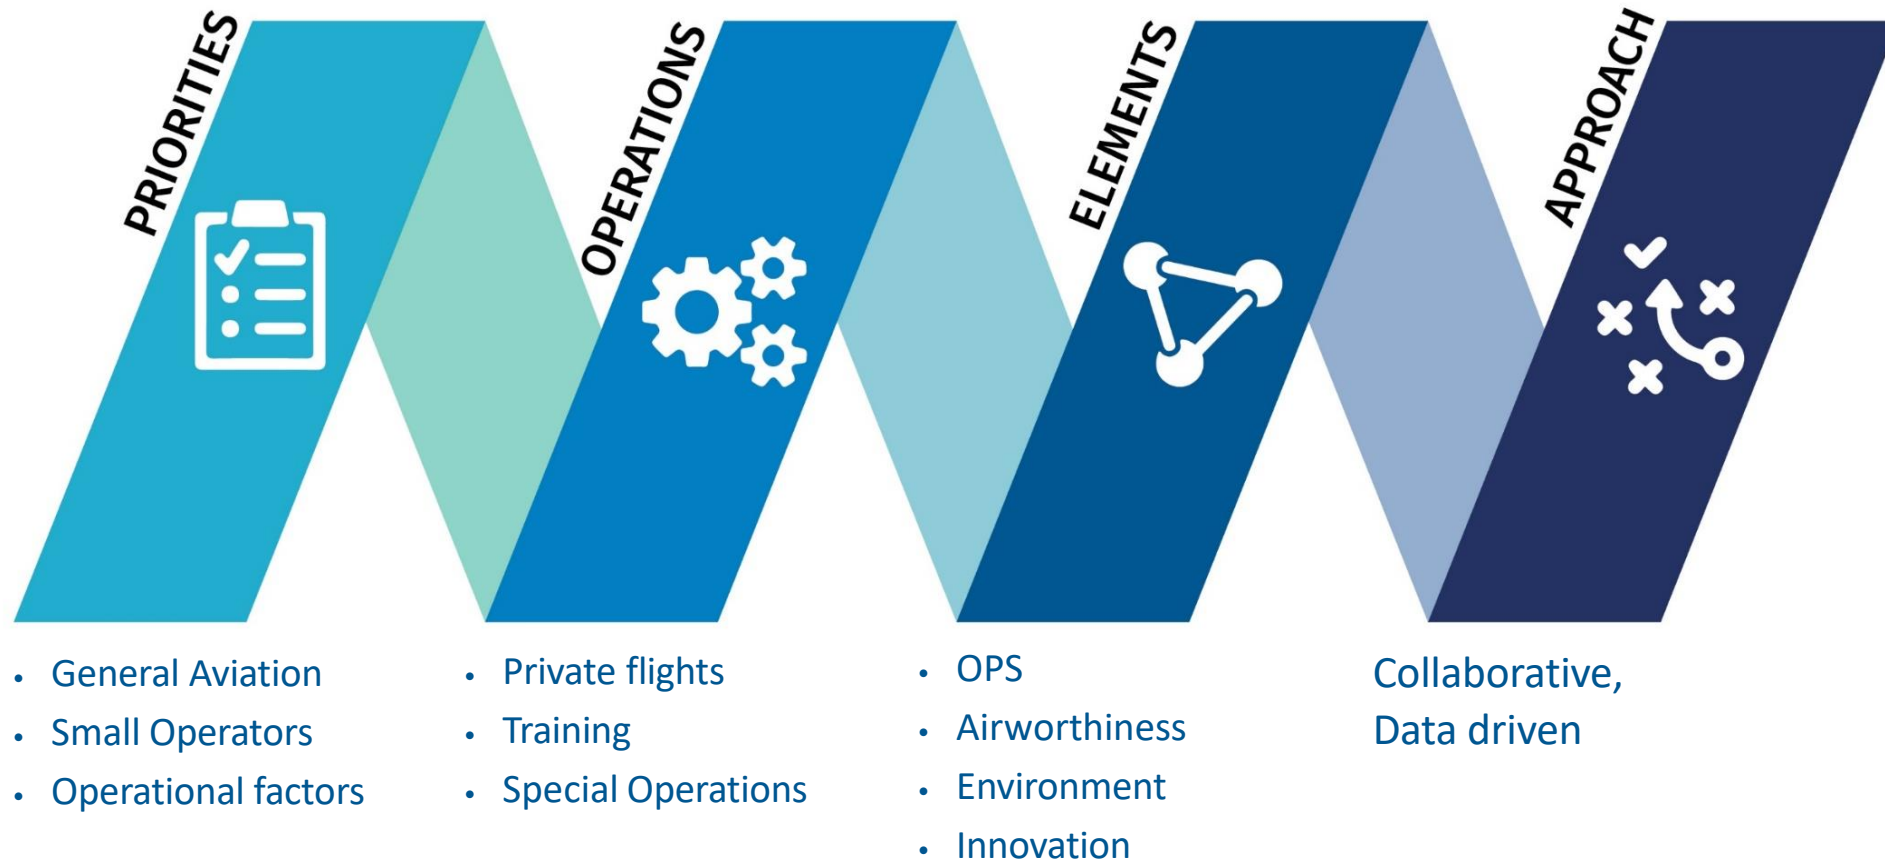 PRIORITIES
OPERATIONS
ELEMENTS
APPROACH
• General Aviation
• Small Operators
• Operational factors
• Private flights
• Training
• Special Operations
• OPS
• Airworthiness
• Environment
• Innovation
Collaborative,
Data driven